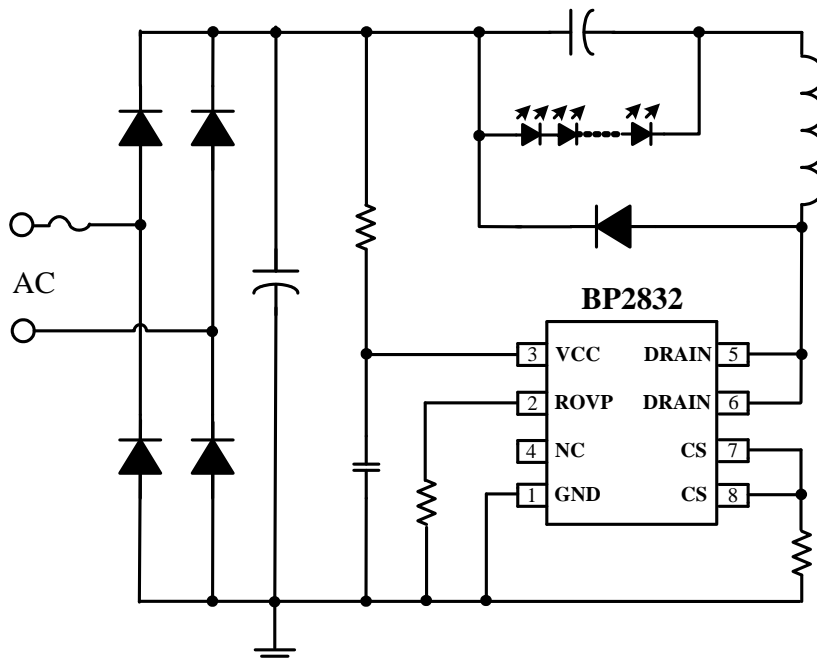 AC
BP2832
3 VCC DRAIN 5
2 ROVP DRAIN 6
4 NC CS 7
1 GND CS 8